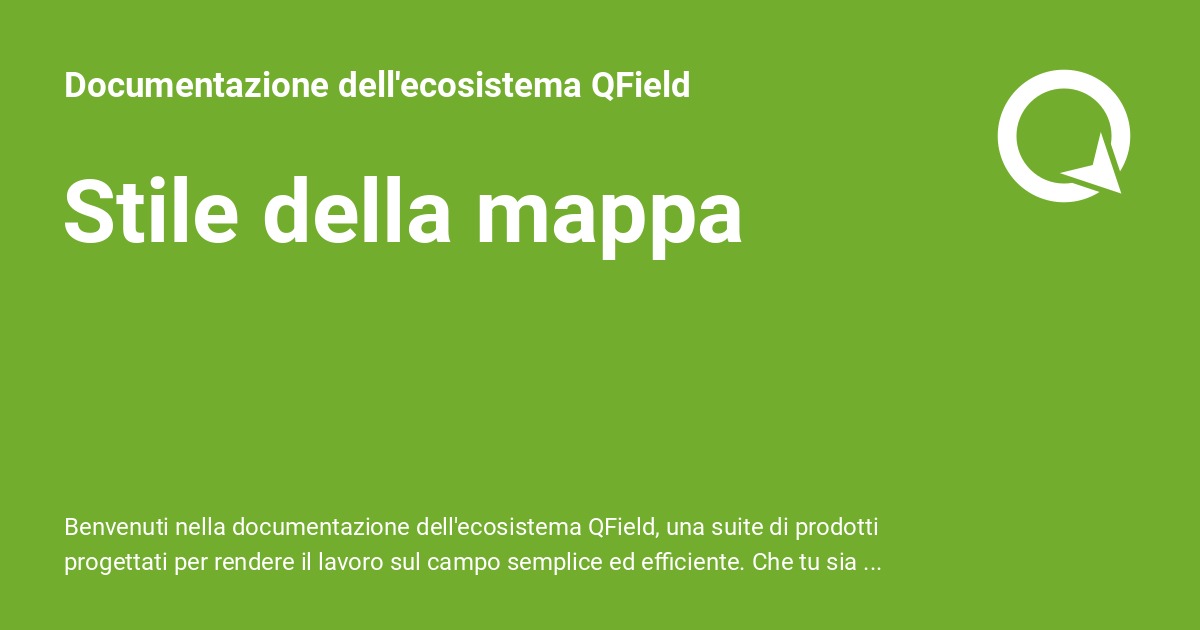 Documentazione dell'ecosistema QField
Stile della mappa
Benvenuti nella documentazione dell'ecosistema QField, una suite di prodotti
progettati per rendere il lavoro sul campo semplice ed efficiente. Che tu sia ...